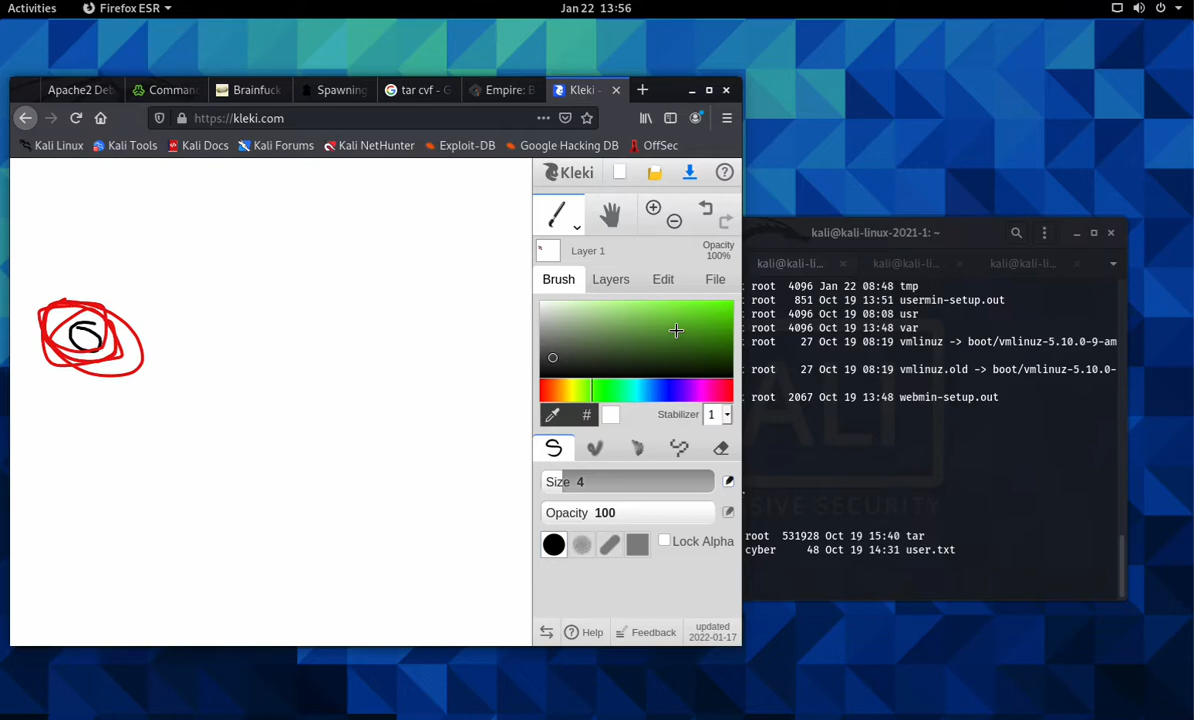 Activities Firefox ESR Jan 22 13:56
Apache2 Deb Comman Brainfuck Spawning tar cvf - G Empire: B Kleki -
https://kleki.com
Kali Linux Kali Tools Kali Docs Kali Forums Kali NetHunter Exploit-DB Google Hacking DB OffSec
Kleki
Layer 1 Opacity
100%
Brush Layers Edit File
S
# Stabilizer 1
Size 4
Opacity 100
Lock Alpha
Help Feedback updated
2022-01-17
kali@kali-linux-2021-1: ~
kali@kali-li... kali@kali-li... kali@kali-li...
root 4096 Jan 22 08:48 tmp
root 851 Oct 19 13:51 usermin-setup.out
root 4096 Oct 19 08:08 usr
root 4096 Oct 19 13:48 var
root 27 Oct 19 08:19 vmlinuz -> boot/vmlinuz-5.10.0-9-am
root 27 Oct 19 08:19 vmlinuz.old -> boot/vmlinuz-5.10.0-
root 2067 Oct 19 13:48 webmin-setup.out
KALI
SIVE SECURITY
root 531928 Oct 19 15:40 tar
cyber 48 Oct 19 14:31 user.txt